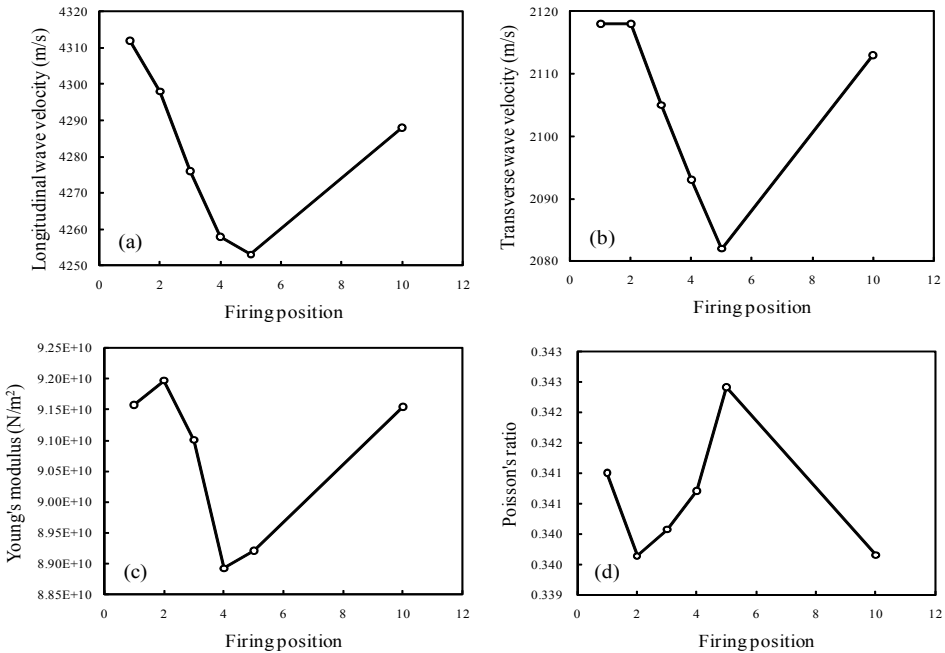 4320
4310
4300
4290
4280
4270
4260
4250
Longitudinal wave velocity (m/s)
(a)
0 2 4 6 8 10 12
Firing position
2120
2110
2100
2090
2080
Transverse wave velocity (m/s)
(b)
0 2 4 6 8 10 12
Firing position
9.25E+10
9.20E+10
9.15E+10
9.10E+10
9.05E+10
9.00E+10
8.95E+10
8.90E+10
8.85E+10
Young's modulus (N/m²)
(c)
0 2 4 6 8 10 12
Firing position
0.343
0.343
0.342
0.342
0.341
0.341
0.340
0.340
0.339
Poisson's ratio
(d)
0 2 4 6 8 10 12
Firing position